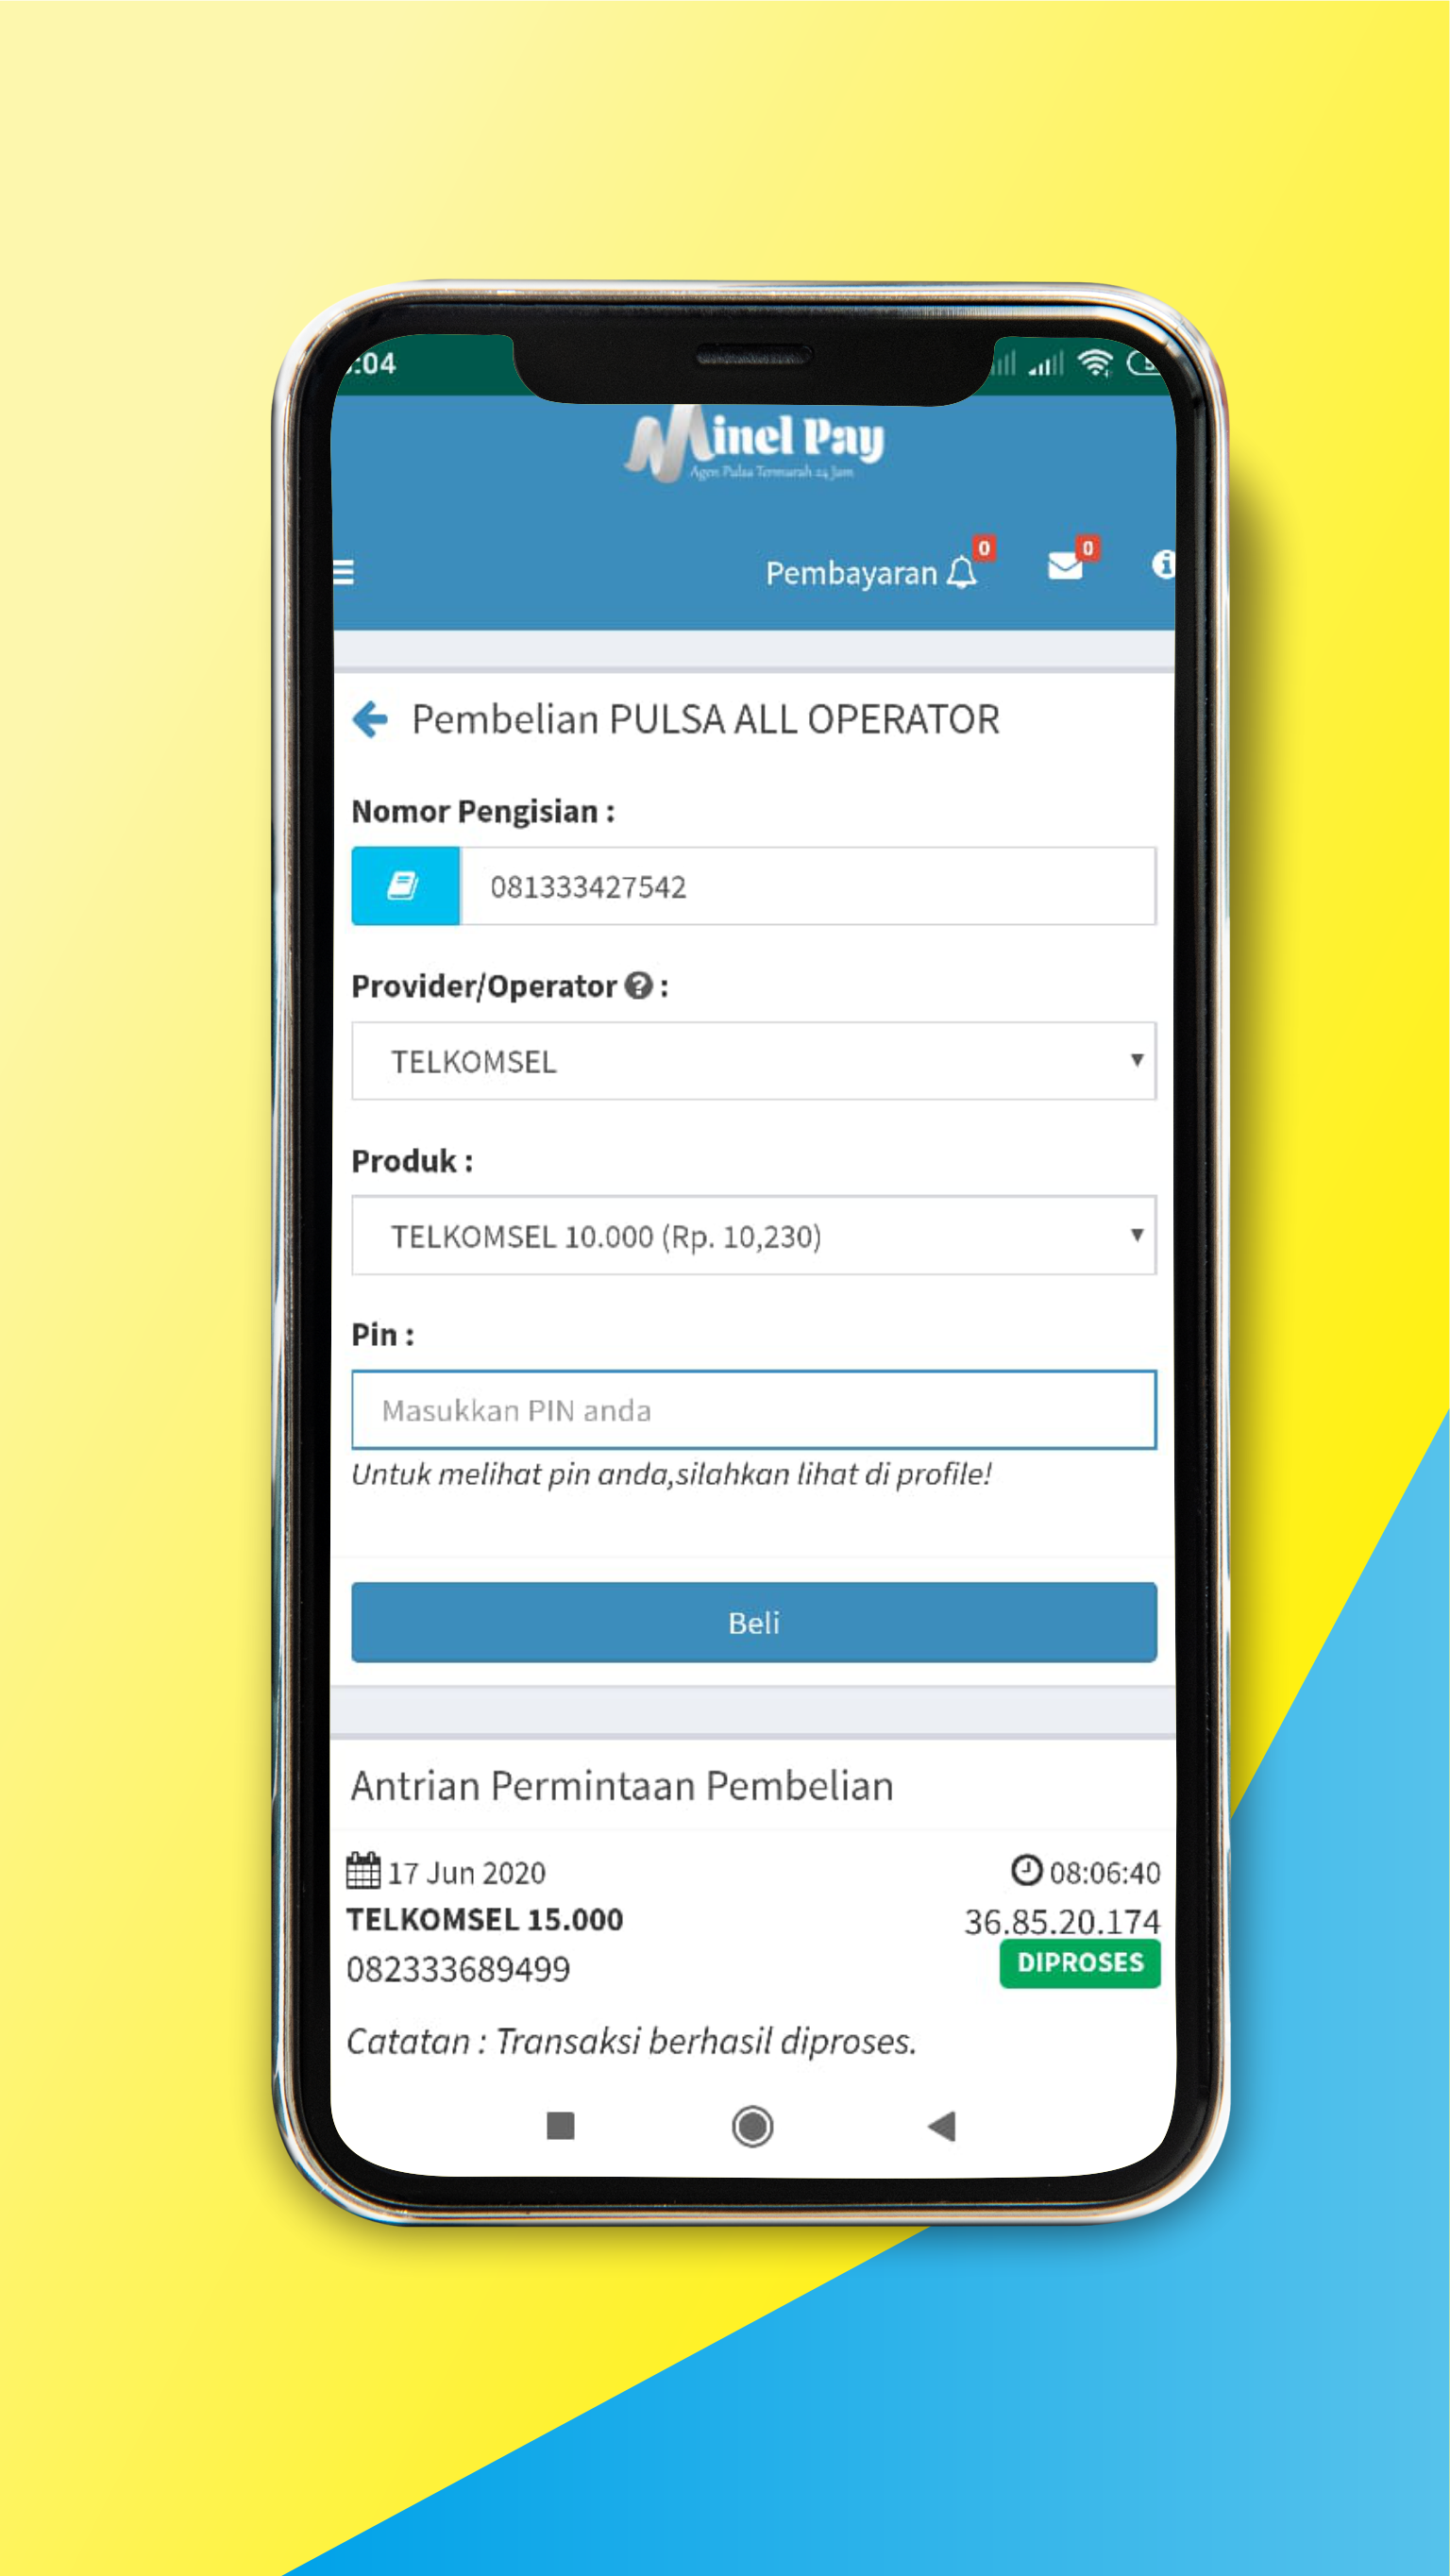 :04
Minel Pay
Agen Pulsa Termurah 24 Jam
Pembayaran 0 0
Pembelian PULSA ALL OPERATOR
Nomor Pengisian :
081333427542
Provider/Operator ? :
TELKOMSEL
Produk :
TELKOMSEL 10.000 (Rp. 10,230)
Pin :
Masukkan PIN anda
Untuk melihat pin anda,silahkan lihat di profile!
Beli
Antrian Permintaan Pembelian
17 Jun 2020 08:06:40
TELKOMSEL 15.000 36.85.20.174
082333689499 DIPROSES
Catatan : Transaksi berhasil diproses.